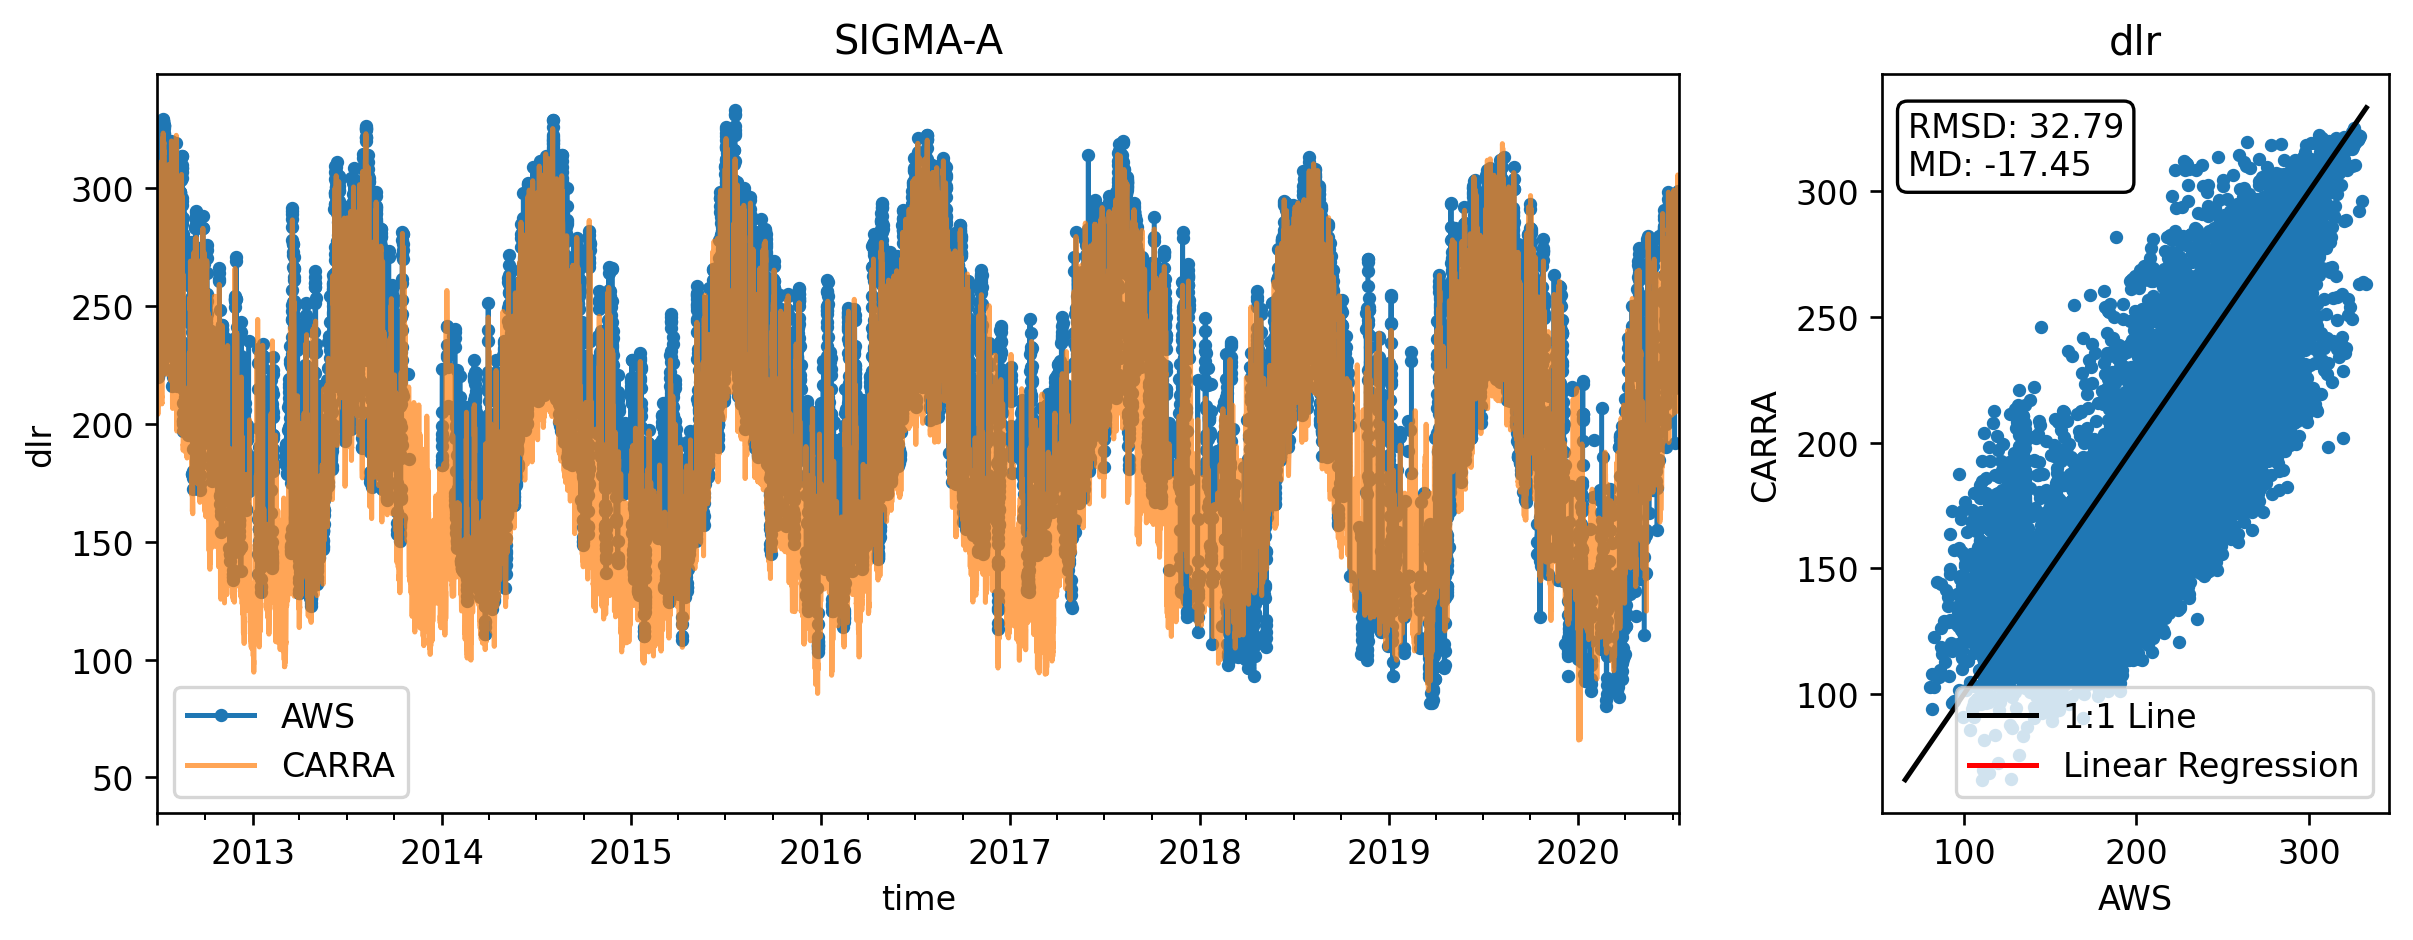 SIGMA-A
dlr
300
250
200
150
100
50
dlr
AWS
CARRA
2013 2014 2015 2016 2017 2018 2019 2020
time
dlr
RMSD: 32.79
MD: -17.45
300
250
200
150
100
CARRA
1:1 Line
Linear Regression
100 200 300
AWS